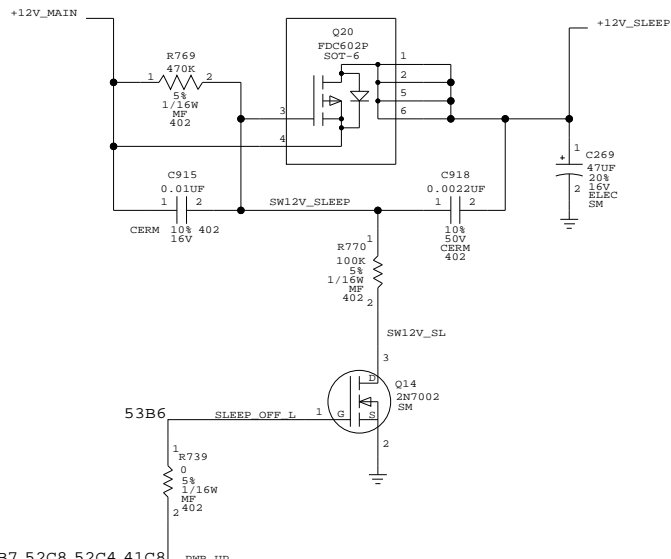 +12V_MAIN
+12V_SLEEP
Q20
FDC602P
SOT-6
R769
470K
1 2
5%
1/16W
MF
402
1
2
5
6
3
4
C915
0.01UF
1 2
CERM 10% 402
16V
SW12V_SLEEP
C918
0.0022UF
1 2
10%
50V
CERM
402
1
C269
47UF
20%
16V
ELEC
SM
+
2
1
R770
100K
5%
1/16W
MF
402
2
SW12V_SL
3
D
Q14
2N7002
SM
G
S
1
2
53B6
SLEEP_OFF_L
1
R739
0
5%
1/16W
MF
402
2
52C8 52C4 41C8